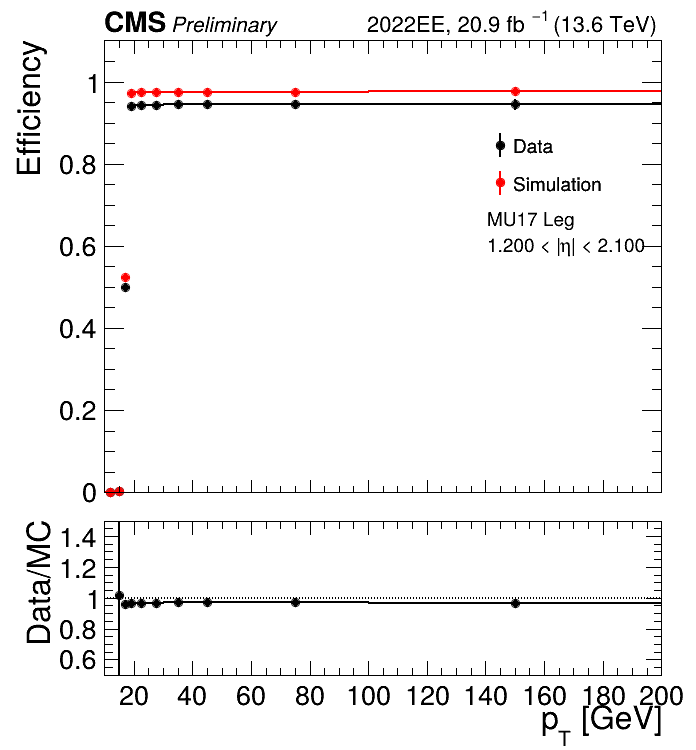 CMS Preliminary 2022EE, 20.9 fb⁻¹ (13.6 TeV)
Efficiency
1
0.8
0.6
0.4
0.2
0
Data
Simulation
MU17 Leg
1.200 < |η| < 2.100
Data/MC
1.4
1.2
1
0.8
0.6
20 40 60 80 100 120 140 160 180 200
p_T [GeV]